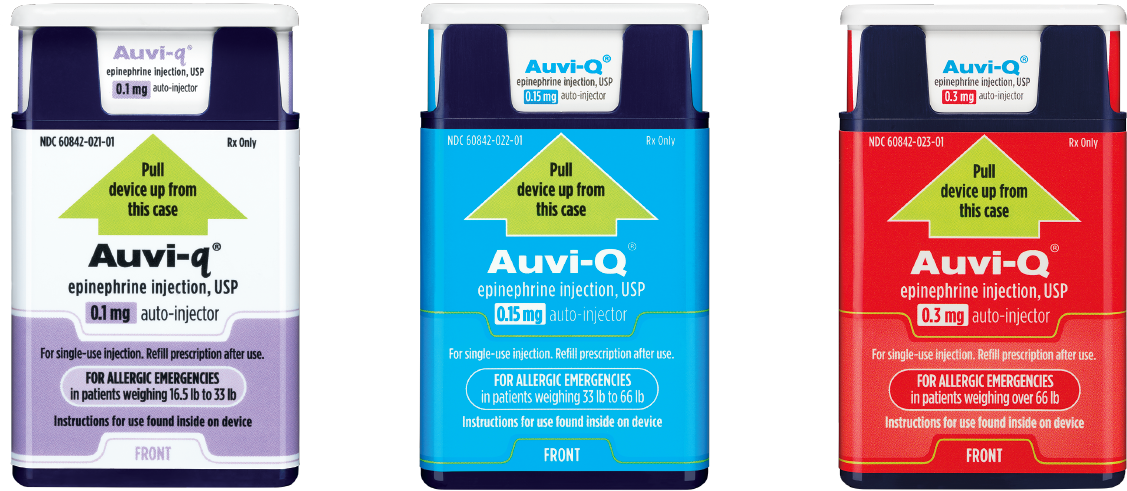 Auvi-q®
epinephrine injection, USP
0.1 mg auto-injector
NDC 60842-021-01 Rx Only
Pull
device up from
this case
Auvi-q®
epinephrine injection, USP
0.1 mg auto-injector
For single-use injection. Refill prescription after use.
FOR ALLERGIC EMERGENCIES
in patients weighing 16.5 lb to 33 lb
Instructions for use found inside on device
FRONT
Auvi-Q®
epinephrine injection, USP
0.15 mg auto-injector
NDC 60842-022-01 Rx Only
Pull
device up from
this case
Auvi-Q®
epinephrine injection, USP
0.15 mg auto-injector
For single-use injection. Refill prescription after use.
FOR ALLERGIC EMERGENCIES
in patients weighing 33 lb to 66 lb
Instructions for use found inside on device
FRONT
Auvi-Q®
epinephrine injection, USP
0.3 mg auto-injector
NDC 60842-023-01 Rx Only
Pull
device up from
this case
Auvi-Q®
epinephrine injection, USP
0.3 mg auto-injector
For single-use injection. Refill prescription after use.
FOR ALLERGIC EMERGENCIES
in patients weighing over 66 lb
Instructions for use found inside on device
FRONT